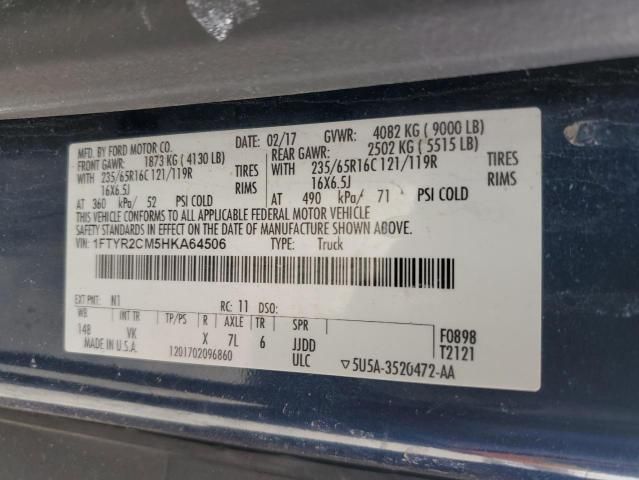 MFD. BY FORD MOTOR CO.
DATE: 02/17 GVWR: 4082 KG ( 9000 LB)
FRONT GAWR: 1873 KG ( 4130 LB) REAR GAWR: 2502 KG ( 5515 LB)
WITH 235/65R16C 121/119R TIRES WITH 235/65R16C 121/119R TIRES
16X6.5J RIMS 16X6.5J RIMS
AT 360 kPa/ 52 PSI COLD AT 490 kPa/ 71 PSI COLD
THIS VEHICLE CONFORMS TO ALL APPLICABLE FEDERAL MOTOR VEHICLE
SAFETY STANDARDS IN EFFECT ON THE DATE OF MANUFACTURE SHOWN ABOVE.
VIN: 1FTYR2CM5HKA64506 TYPE: Truck
EXT PNT: N1 RC: 11 DSO:
WB INT TR TP/PS R AXLE TR SPR
148 VK X 7L 6 JJDD F0898
MADE IN U.S.A. 1201702096860 ULC T2121
5U5A-3520472-AA